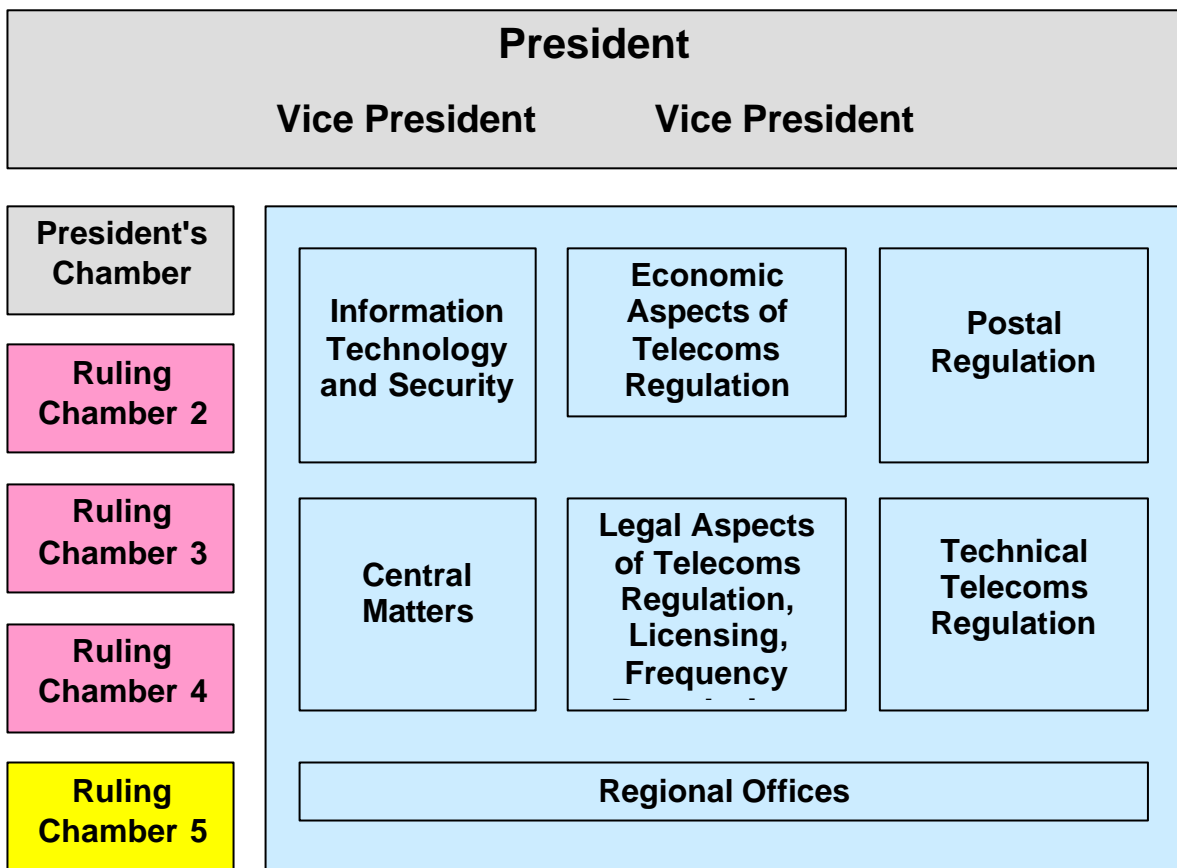 President
Vice President Vice President
President's
Chamber
Ruling
Chamber 2
Ruling
Chamber 3
Ruling
Chamber 4
Ruling
Chamber 5
Information
Technology
and Security
Economic
Aspects of
Telecoms
Regulation
Postal
Regulation
Central
Matters
Legal Aspects
of Telecoms
Regulation,
Licensing,
Frequency
Technical
Telecoms
Regulation
Regional Offices